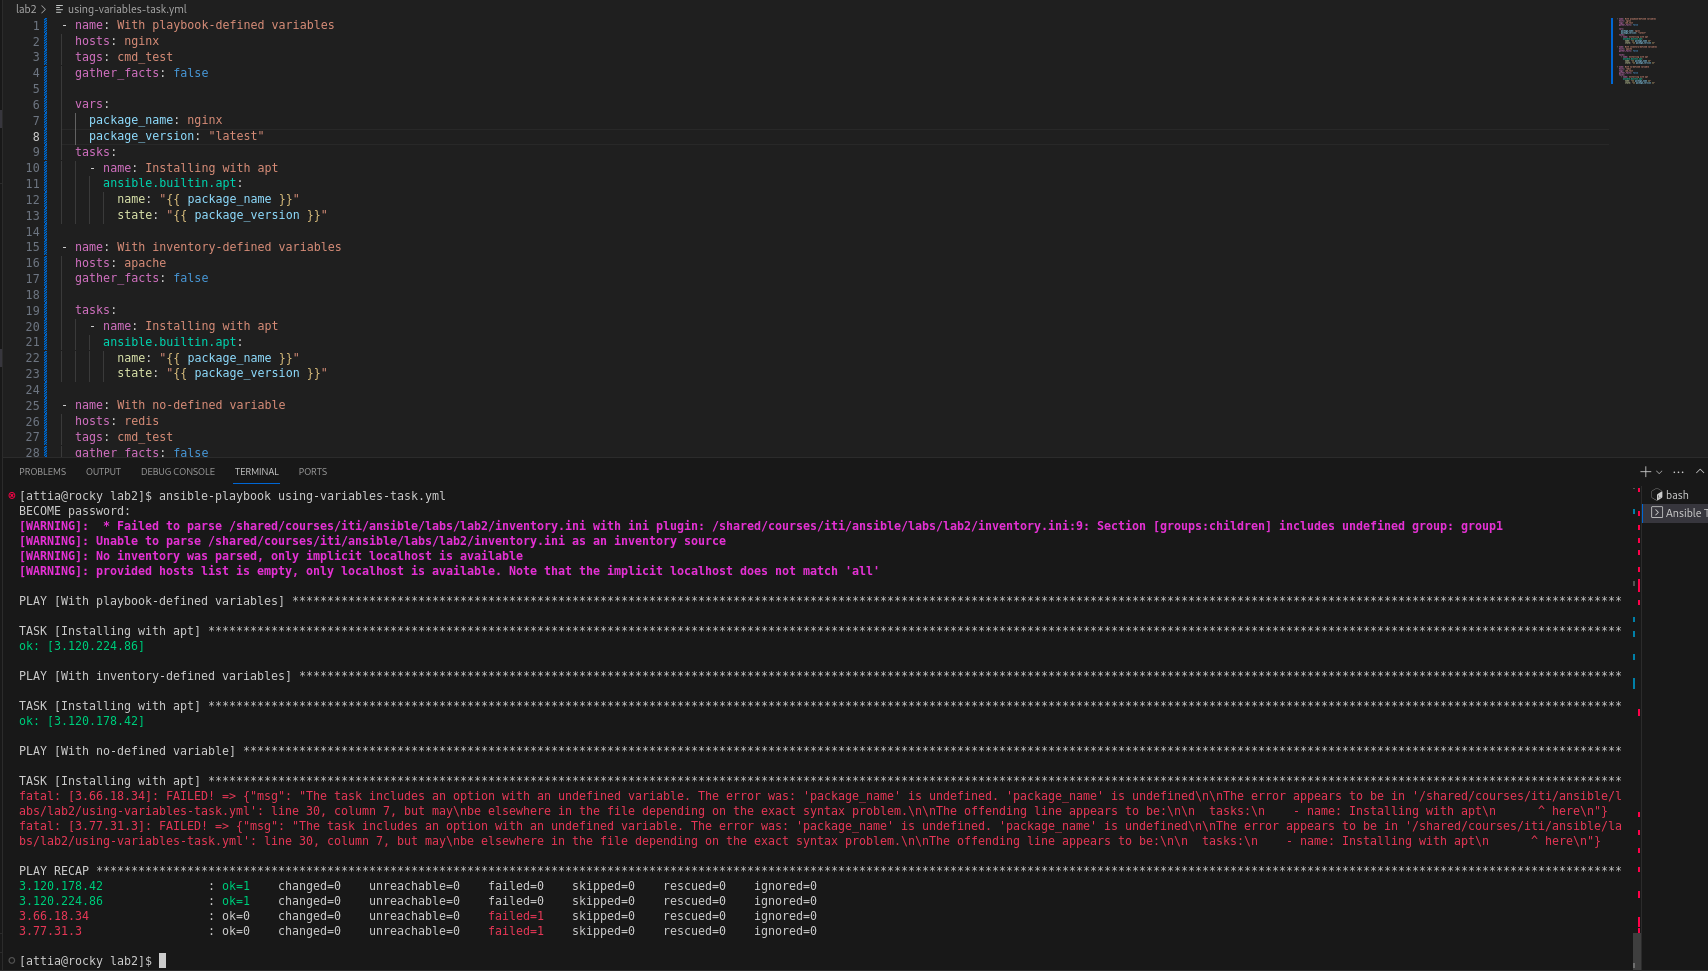 lab2 > using-variables-task.yml
1 - name: With playbook-defined variables
2 hosts: nginx
3 tags: cmd_test
4 gather_facts: false
5
6 vars:
7 package_name: nginx
8 package_version: "latest"
9 tasks:
10 - name: Installing with apt
11 ansible.builtin.apt:
12 name: "{{ package_name }}"
13 state: "{{ package_version }}"
14
15 - name: With inventory-defined variables
16 hosts: apache
17 gather_facts: false
18
19 tasks:
20 - name: Installing with apt
21 ansible.builtin.apt:
22 name: "{{ package_name }}"
23 state: "{{ package_version }}"
24
25 - name: With no-defined variable
26 hosts: redis
27 tags: cmd_test
28 gather_facts: false
PROBLEMS OUTPUT DEBUG CONSOLE TERMINAL PORTS
bash
Ansible T
[attia@rocky lab2]$ ansible-playbook using-variables-task.yml
BECOME password:
[WARNING]:  * Failed to parse /shared/courses/iti/ansible/labs/lab2/inventory.ini with ini plugin: /shared/courses/iti/ansible/labs/lab2/inventory.ini:9: Section [groups:children] includes undefined group: group1
[WARNING]: Unable to parse /shared/courses/iti/ansible/labs/lab2/inventory.ini as an inventory source
[WARNING]: No inventory was parsed, only implicit localhost is available
[WARNING]: provided hosts list is empty, only localhost is available. Note that the implicit localhost does not match 'all'
PLAY [With playbook-defined variables] ****************************************
TASK [Installing with apt] ****************************************
ok: [3.120.224.86]
PLAY [With inventory-defined variables] ****************************************
TASK [Installing with apt] ****************************************
ok: [3.120.178.42]
PLAY [With no-defined variable] ****************************************
TASK [Installing with apt] ****************************************
fatal: [3.66.18.34]: FAILED! => {"msg": "The task includes an option with an undefined variable. The error was: 'package_name' is undefined. 'package_name' is undefined\n\nThe error appears to be in '/shared/courses/iti/ansible/l
abs/lab2/using-variables-task.yml': line 30, column 7, but may\nbe elsewhere in the file depending on the exact syntax problem.\n\nThe offending line appears to be:\n\n  tasks:\n    - name: Installing with apt\n      ^ here\n"}
fatal: [3.77.31.3]: FAILED! => {"msg": "The task includes an option with an undefined variable. The error was: 'package_name' is undefined. 'package_name' is undefined\n\nThe error appears to be in '/shared/courses/iti/ansible/la
bs/lab2/using-variables-task.yml': line 30, column 7, but may\nbe elsewhere in the file depending on the exact syntax problem.\n\nThe offending line appears to be:\n\n  tasks:\n    - name: Installing with apt\n      ^ here\n"}
PLAY RECAP ****************************************
3.120.178.42 : ok=1 changed=0 unreachable=0 failed=0 skipped=0 rescued=0 ignored=0
3.120.224.86 : ok=1 changed=0 unreachable=0 failed=0 skipped=0 rescued=0 ignored=0
3.66.18.34 : ok=0 changed=0 unreachable=0 failed=1 skipped=0 rescued=0 ignored=0
3.77.31.3 : ok=0 changed=0 unreachable=0 failed=1 skipped=0 rescued=0 ignored=0
[attia@rocky lab2]$